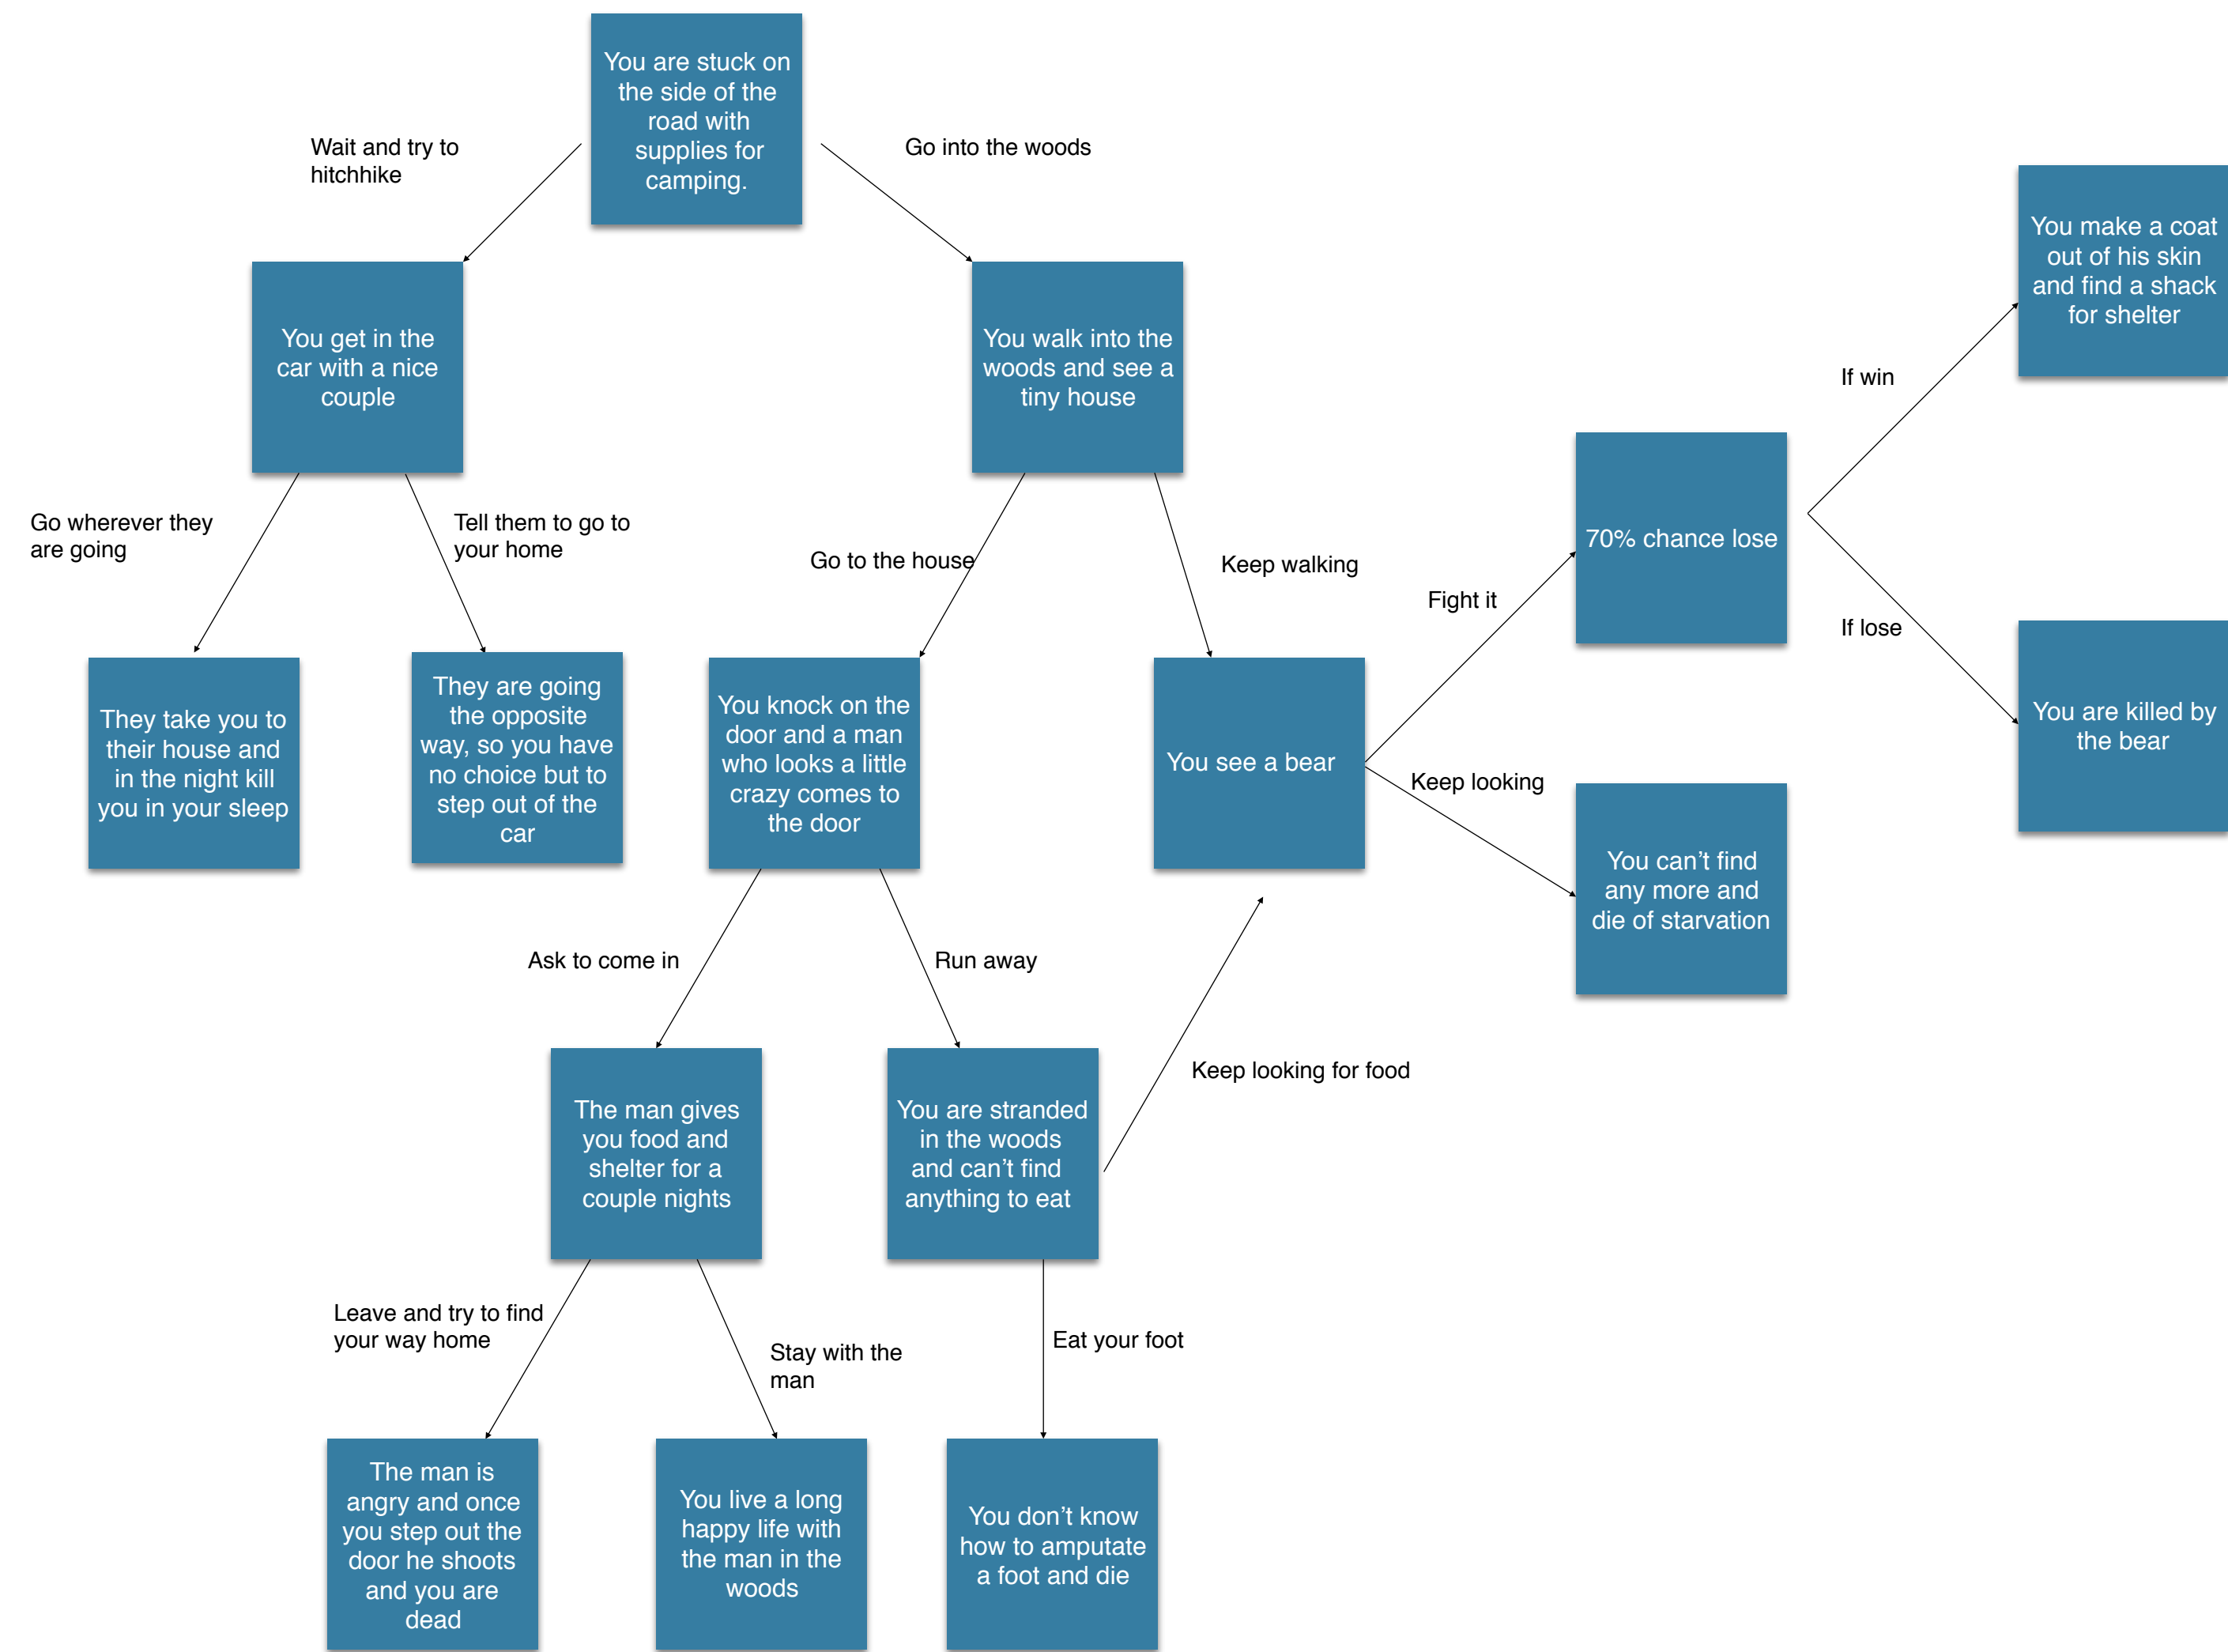 You are stuck on
the side of the
road with
supplies for
camping.
Wait and try to
hitchhike
Go into the woods
You make a coat
out of his skin
and find a shack
for shelter
You get in the
car with a nice
couple
You walk into the
woods and see a
tiny house
If win
70% chance lose
Go wherever they
are going
Tell them to go to
your home
Go to the house
Keep walking
Fight it
If lose
They take you to
their house and
in the night kill
you in your sleep
They are going
the opposite
way, so you have
no choice but to
step out of the
car
You knock on the
door and a man
who looks a little
crazy comes to
the door
You see a bear
You are killed by
the bear
Keep looking
You can’t find
any more and
die of starvation
Ask to come in
Run away
Keep looking for food
The man gives
you food and
shelter for a
couple nights
You are stranded
in the woods
and can’t find
anything to eat
Leave and try to find
your way home
Stay with the
man
Eat your foot
The man is
angry and once
you step out the
door he shoots
and you are
dead
You live a long
happy life with
the man in the
woods
You don’t know
how to amputate
a foot and die